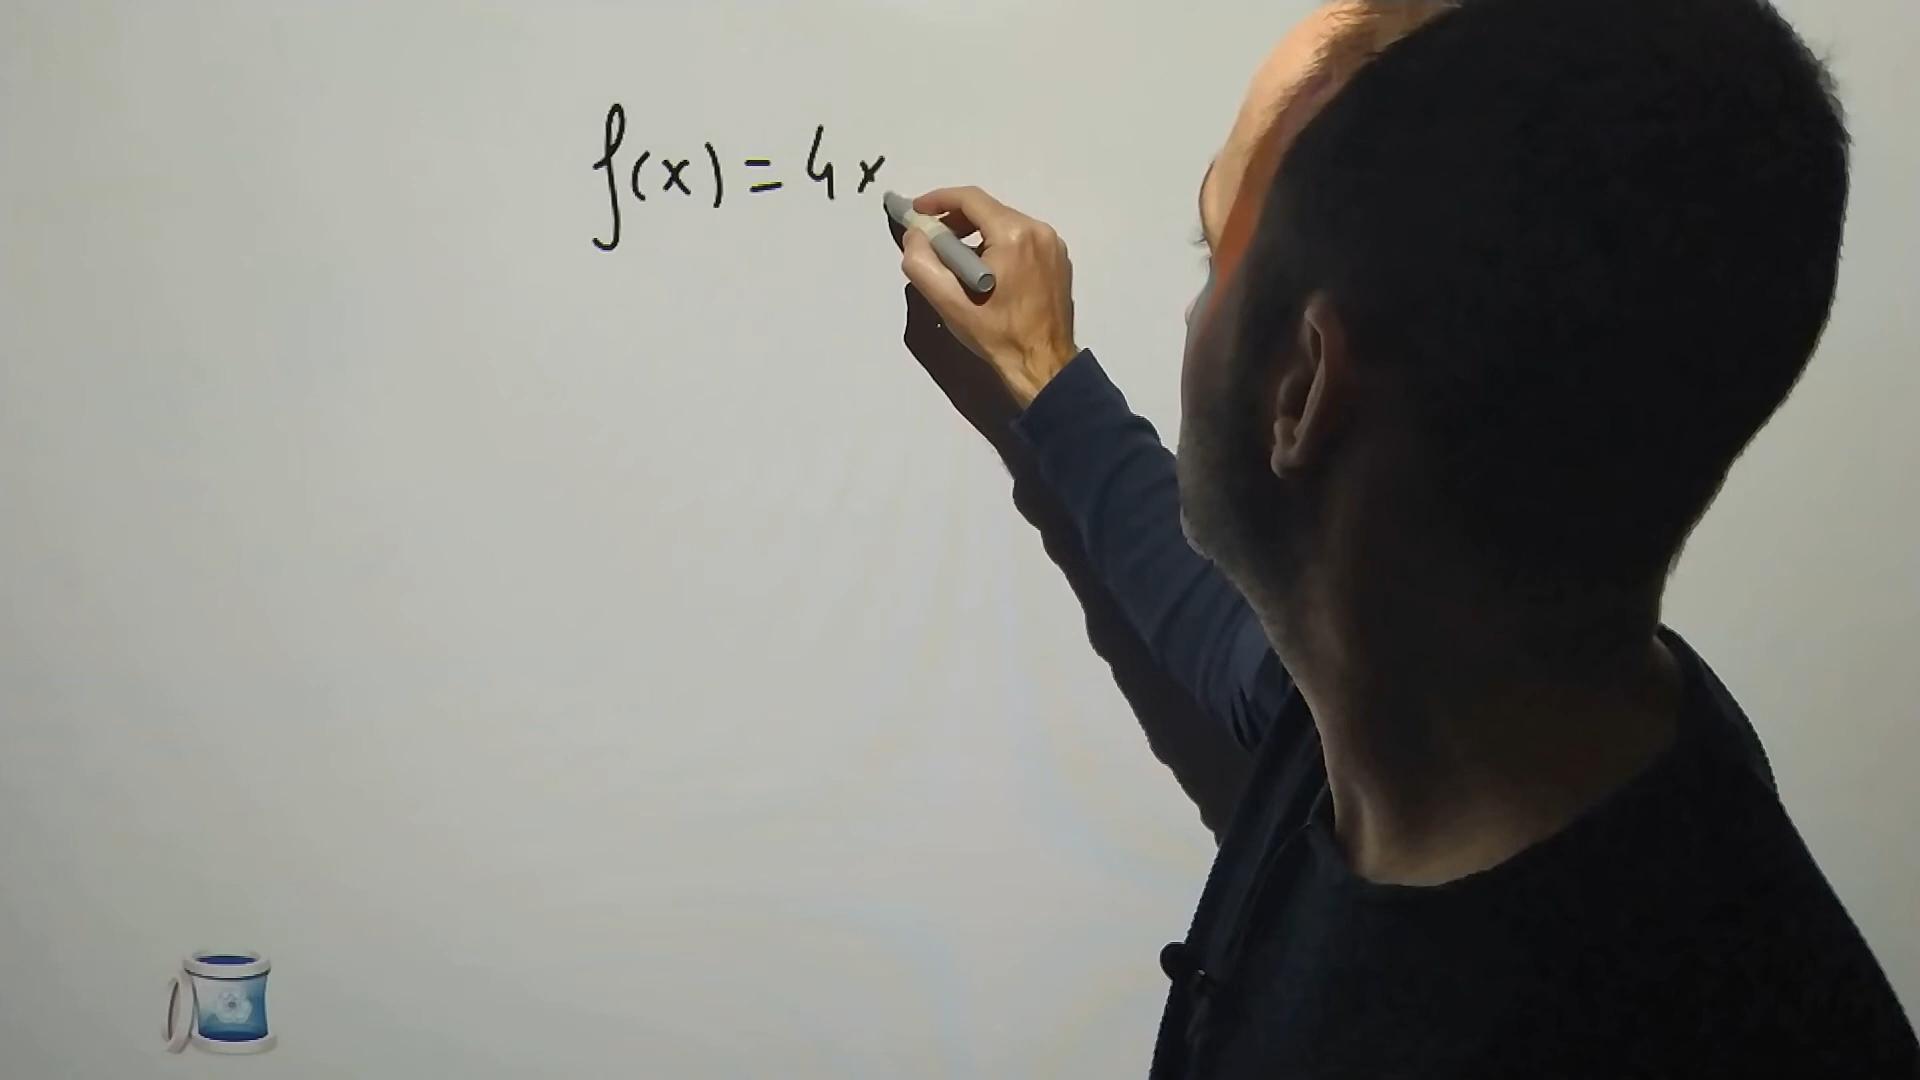 f(x) = 4x